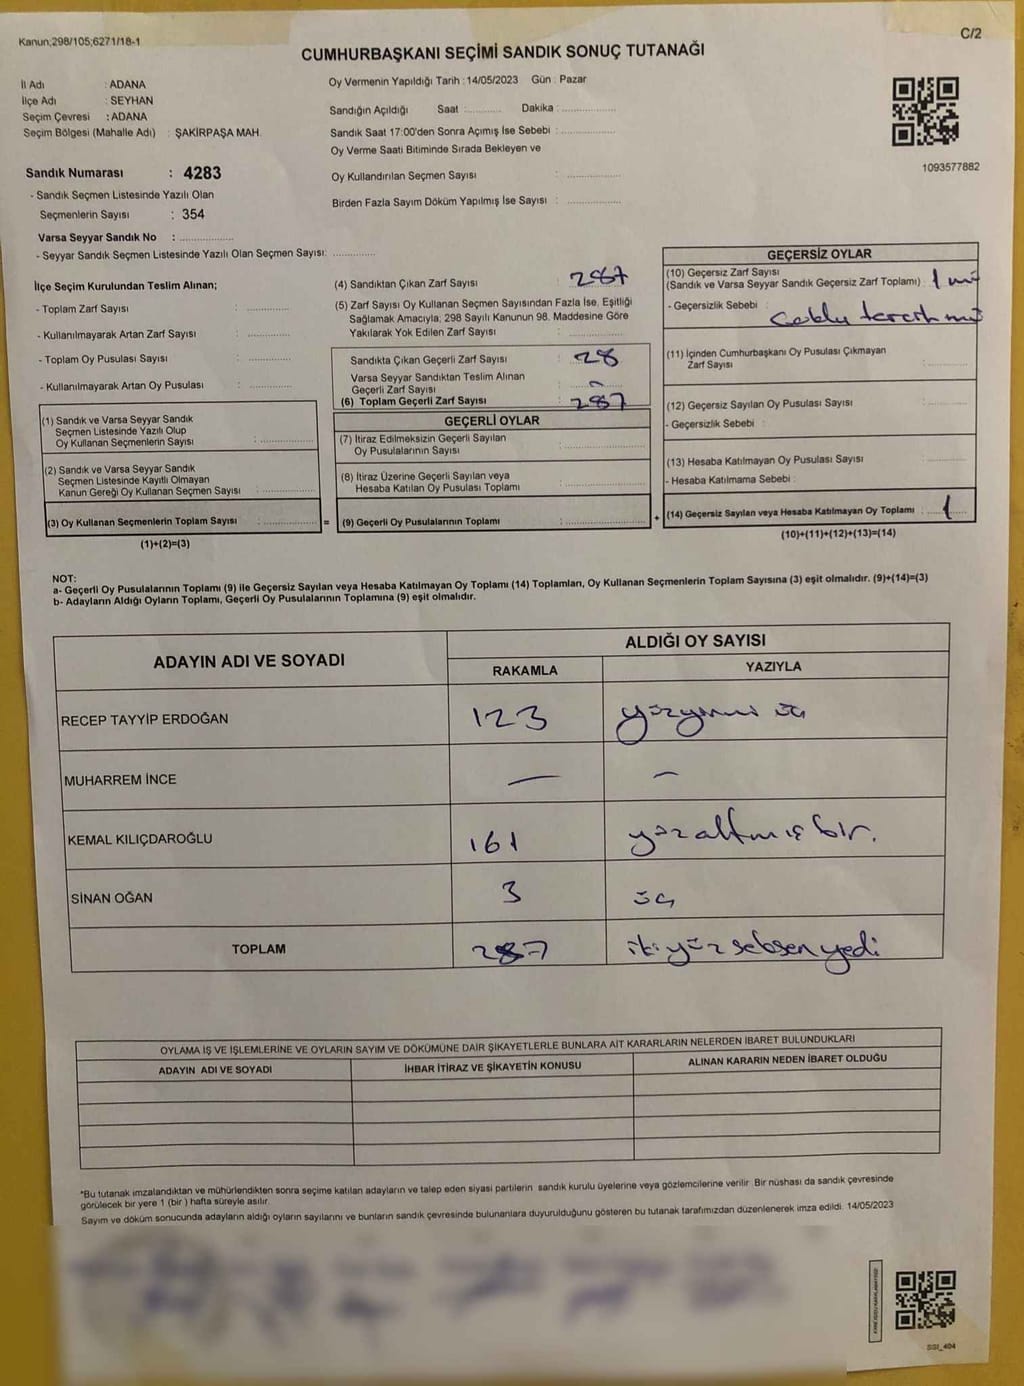 Kanun;298/105;6271/18-1
C/2
CUMHURBAŞKANI SEÇİMİ SANDIK SONUÇ TUTANAĞI
İl Adı : ADANA
İlçe Adı : SEYHAN
Seçim Çevresi : ADANA
Seçim Bölgesi (Mahalle Adı) : ŞAKİRPAŞA MAH.
Oy Vermenin Yapıldığı Tarih : 14/05/2023 Gün : Pazar
Sandığın Açıldığı Saat :........... Dakika :...............
Sandık Saat 17:00'den Sonra Açımış İse Sebebi :...............
Oy Verme Saati Bitiminde Sırada Bekleyen ve
Oy Kullandırılan Seçmen Sayısı :...............
Birden Fazla Sayım Döküm Yapılmış İse Sayısı :...............
1093577882
Sandık Numarası : 4283
- Sandık Seçmen Listesinde Yazılı Olan
Seçmenlerin Sayısı : 354
Varsa Seyyar Sandık No :...............
- Seyyar Sandık Seçmen Listesinde Yazılı Olan Seçmen Sayısı: ............
İlçe Seçim Kurulundan Teslim Alınan;
- Toplam Zarf Sayısı : ............
- Kullanılmayarak Artan Zarf Sayısı : ............
- Toplam Oy Pusulası Sayısı : ............
- Kullanılmayarak Artan Oy Pusulası : ............
(1) Sandık ve Varsa Seyyar Sandık
Seçmen Listesinde Yazılı Olup
Oy Kullanan Seçmenlerin Sayısı : ...............
(2) Sandık ve Varsa Seyyar Sandık
Seçmen Listesinde Kayıtlı Olmayan
Kanun Gereği Oy Kullanan Seçmen Sayısı : ...............
(3) Oy Kullanan Seçmenlerin Toplam Sayısı : ...............
(1)+(2)=(3)
=
(4) Sandıktan Çıkan Zarf Sayısı : 287
(5) Zarf Sayısı Oy Kullanan Seçmen Sayısından Fazla İse, Eşitliği
Sağlamak Amacıyla; 298 Sayılı Kanunun 98. Maddesine Göre
Yakılarak Yok Edilen Zarf Sayısı : ...............
Sandıkta Çıkan Geçerli Zarf Sayısı : 28
Varsa Seyyar Sandıktan Teslim Alınan
Geçerli Zarf Sayısı :
(6) Toplam Geçerli Zarf Sayısı : 287
GEÇERLİ OYLAR
(7) İtiraz Edilmeksizin Geçerli Sayılan
Oy Pusulalarının Sayısı : ...............
(8) İtiraz Üzerine Geçerli Sayılan veya
Hesaba Katılan Oy Pusulası Toplamı : ...............
(9) Geçerli Oy Pusulalarının Toplamı : ...............
+
GEÇERSİZ OYLAR
(10) Geçersiz Zarf Sayısı
(Sandık ve Varsa Seyyar Sandık Geçersiz Zarf Toplamı) : 1
- Geçersizlik Sebebi :
(11) İçinden Cumhurbaşkanı Oy Pusulası Çıkmayan
Zarf Sayısı : ............
(12) Geçersiz Sayılan Oy Pusulası Sayısı : ............
- Geçersizlik Sebebi :
(13) Hesaba Katılmayan Oy Pusulası Sayısı : ............
- Hesaba Katılmama Sebebi :
(14) Geçersiz Sayılan veya Hesaba Katılmayan Oy Toplamı : 1
(10)+(11)+(12)+(13)=(14)
NOT:
a- Geçerli Oy Pusulalarının Toplamı (9) ile Geçersiz Sayılan veya Hesaba Katılmayan Oy Toplamı (14) Toplamları, Oy Kullanan Seçmenlerin Toplam Sayısına (3) eşit olmalıdır. (9)+(14)=(3)
b- Adayların Aldığı Oyların Toplamı, Geçerli Oy Pusulalarının Toplamına (9) eşit olmalıdır.
ADAYIN ADI VE SOYADI
ALDIĞI OY SAYISI
RAKAMLA YAZIYLA
RECEP TAYYİP ERDOĞAN 123 yüzyirmi üç
MUHARREM İNCE — —
KEMAL KILIÇDAROĞLU 161 yüzaltmış bir.
SİNAN OĞAN 3 üç
TOPLAM 287 ikiyüz seksen yedi
OYLAMA İŞ VE İŞLEMLERİNE VE OYLARIN SAYIM VE DÖKÜMÜNE DAİR ŞİKAYETLERLE BUNLARA AİT KARARLARIN NELERDEN İBARET BULUNDUKLARI
ADAYIN ADI VE SOYADI İHBAR İTİRAZ VE ŞİKAYETİN KONUSU ALINAN KARARIN NEDEN İBARET OLDUĞU
*Bu tutanak imzalandıktan ve mühürlendikten sonra seçime katılan adayların ve talep eden siyasi partilerin sandık kurulu üyelerine veya gözlemcilerine verilir. Bir nüshası da sandık çevresinde
görülecek bir yere 1 (bir) hafta süreyle asılır.
Sayım ve döküm sonucunda adayların aldığı oyların sayılarını ve bunların sandık çevresinde bulunanlara duyurulduğunu gösteren bu tutanak tarafımızdan düzenlenerek imza edildi. 14/05/2023
SSI_404